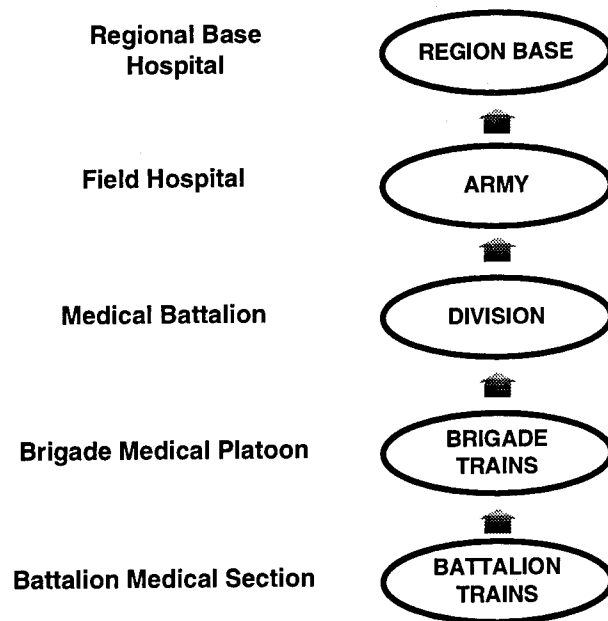 Regional Base
Hospital
REGION BASE
Field Hospital
ARMY
Medical Battalion
DIVISION
Brigade Medical Platoon
BRIGADE
TRAINS
Battalion Medical Section
BATTALION
TRAINS